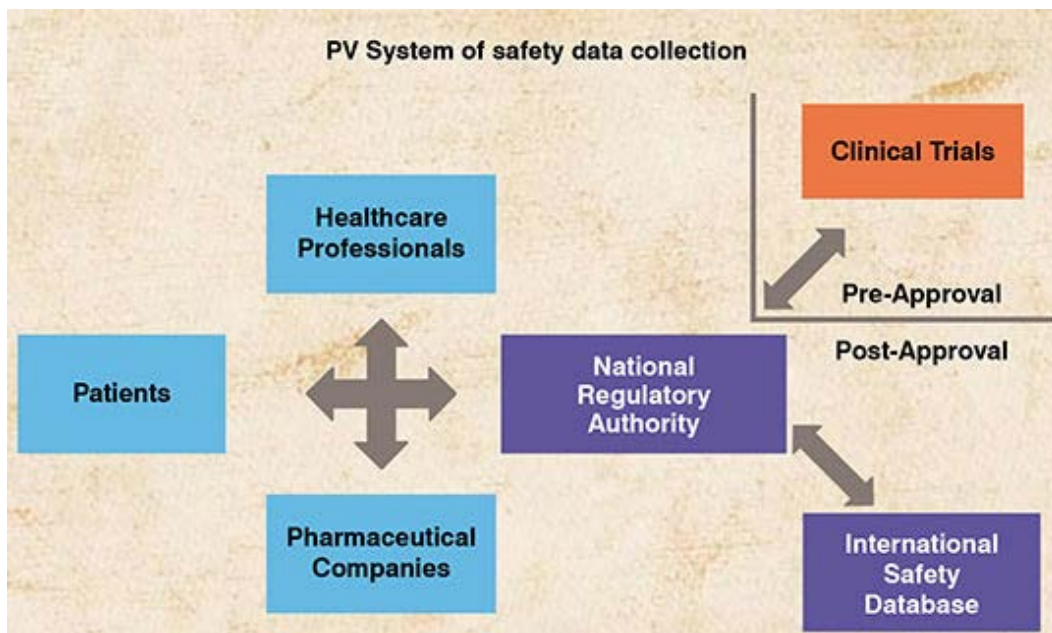 PV System of safety data collection
Clinical Trials
Pre-Approval
Post-Approval
Healthcare
Professionals
Patients
National
Regulatory
Authority
Pharmaceutical
Companies
International
Safety
Database